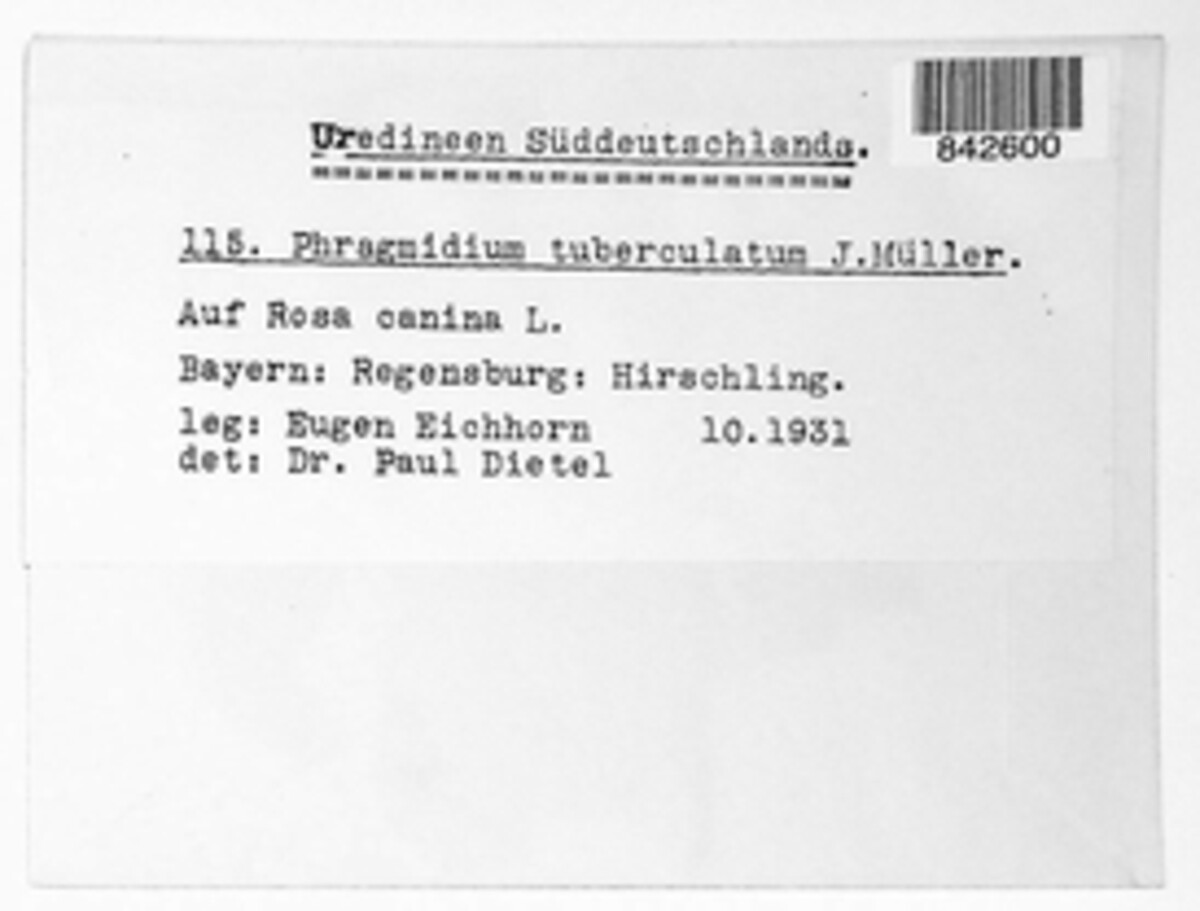 842600
Uredineen Süddeutschlands.
115. Phragmidium tuberculatum J.Müller.
Auf Rosa canina L.
Bayern: Regensburg: Hirschling.
leg: Eugen Eichhorn 10.1931
det: Dr. Paul Dietel